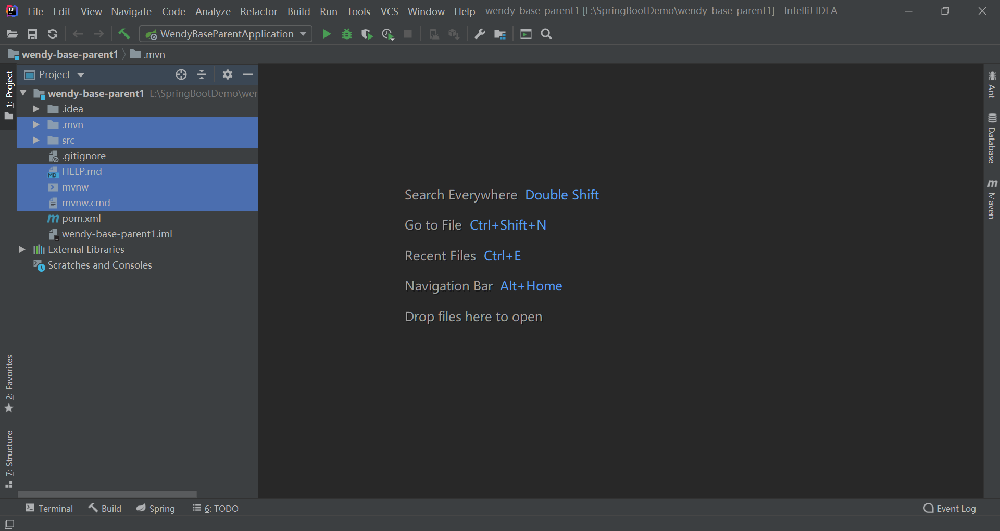 File Edit View Navigate Code Analyze Refactor Build Run Tools VCS Window Help wendy-base-parent1 [E:\SpringBootDemo\wendy-base-parent1] - IntelliJ IDEA
WendyBaseParentApplication
wendy-base-parent1 .mvn
1: Project
2: Favorites
7: Structure
Project
wendy-base-parent1 E:\SpringBootDemo\wer
.idea
.mvn
src
.gitignore
HELP.md
mvnw
mvnw.cmd
pom.xml
wendy-base-parent1.iml
External Libraries
Scratches and Consoles
Search Everywhere Double Shift
Go to File Ctrl+Shift+N
Recent Files Ctrl+E
Navigation Bar Alt+Home
Drop files here to open
Ant
Database
Maven
Terminal Build Spring 6: TODO Event Log